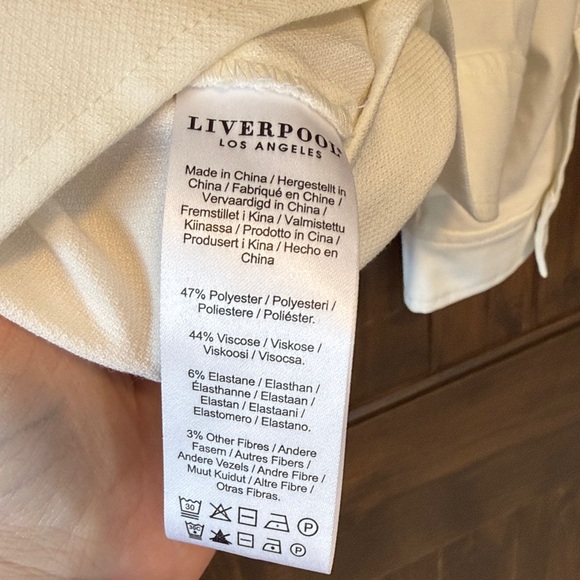 LIVERPOOL
LOS ANGELES
Made in China / Hergestellt in
China / Fabriqué en Chine /
Vervaardigd in China /
Fremstillet i Kina / Valmistettu
Kiinassa / Prodotto in Cina /
Produsert i Kina / Hecho en
China
47% Polyester / Polyesteri /
Poliestere / Poliéster.
44% Viscose / Viskose /
Viskoosi / Visocsa.
6% Elastane / Elasthan /
Élasthanne / Elastaan /
Elastan / Elastaani /
Elastomero / Elastano.
3% Other Fibres / Andere
Fasern / Autres Fibers /
Andere Vezels / Andre Fibre /
Muut Kuidut / Altre Fibre /
Otras Fibras.
30 P
P